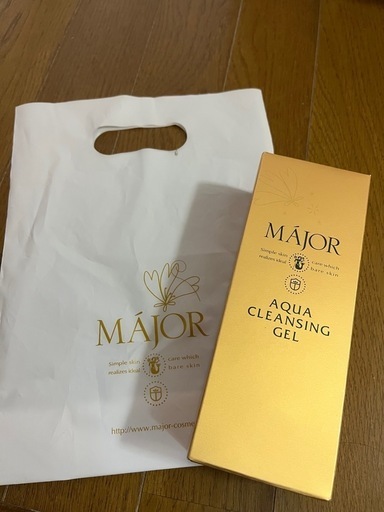 MÁJOR
Simple skin care which
realizes ideal bare skin
http://www.major-cosme
MÁJOR
Simple skin care which
realizes ideal bare skin
AQUA
CLEANSING
GEL